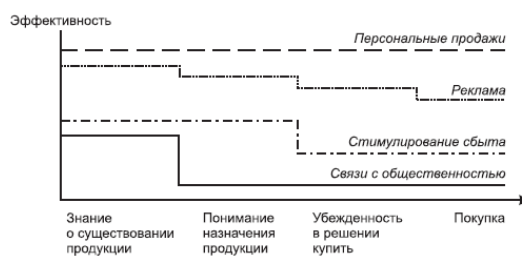 Эффективность
Персональные продажи
Реклама
Стимулирование сбыта
Связи с общественностью
Знание
о существовании
продукции
Понимание
назначения
продукции
Убежденность
в решении
купить
Покупка